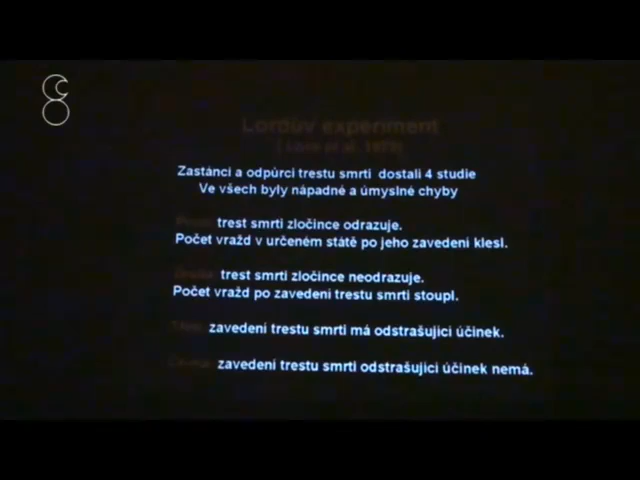 Lordův experiment
Zastánci a odpůrci trestu smrti dostali 4 studie
Ve všech byly nápadné a úmyslné chyby
trest smrti zločince odrazuje.
Počet vražd v určeném státě po jeho zavedení klesl.
trest smrti zločince neodrazuje.
Počet vražd po zavedení trestu smrti stoupl.
zavedení trestu smrti má odstrašující účinek.
zavedení trestu smrti odstrašující účinek nemá.